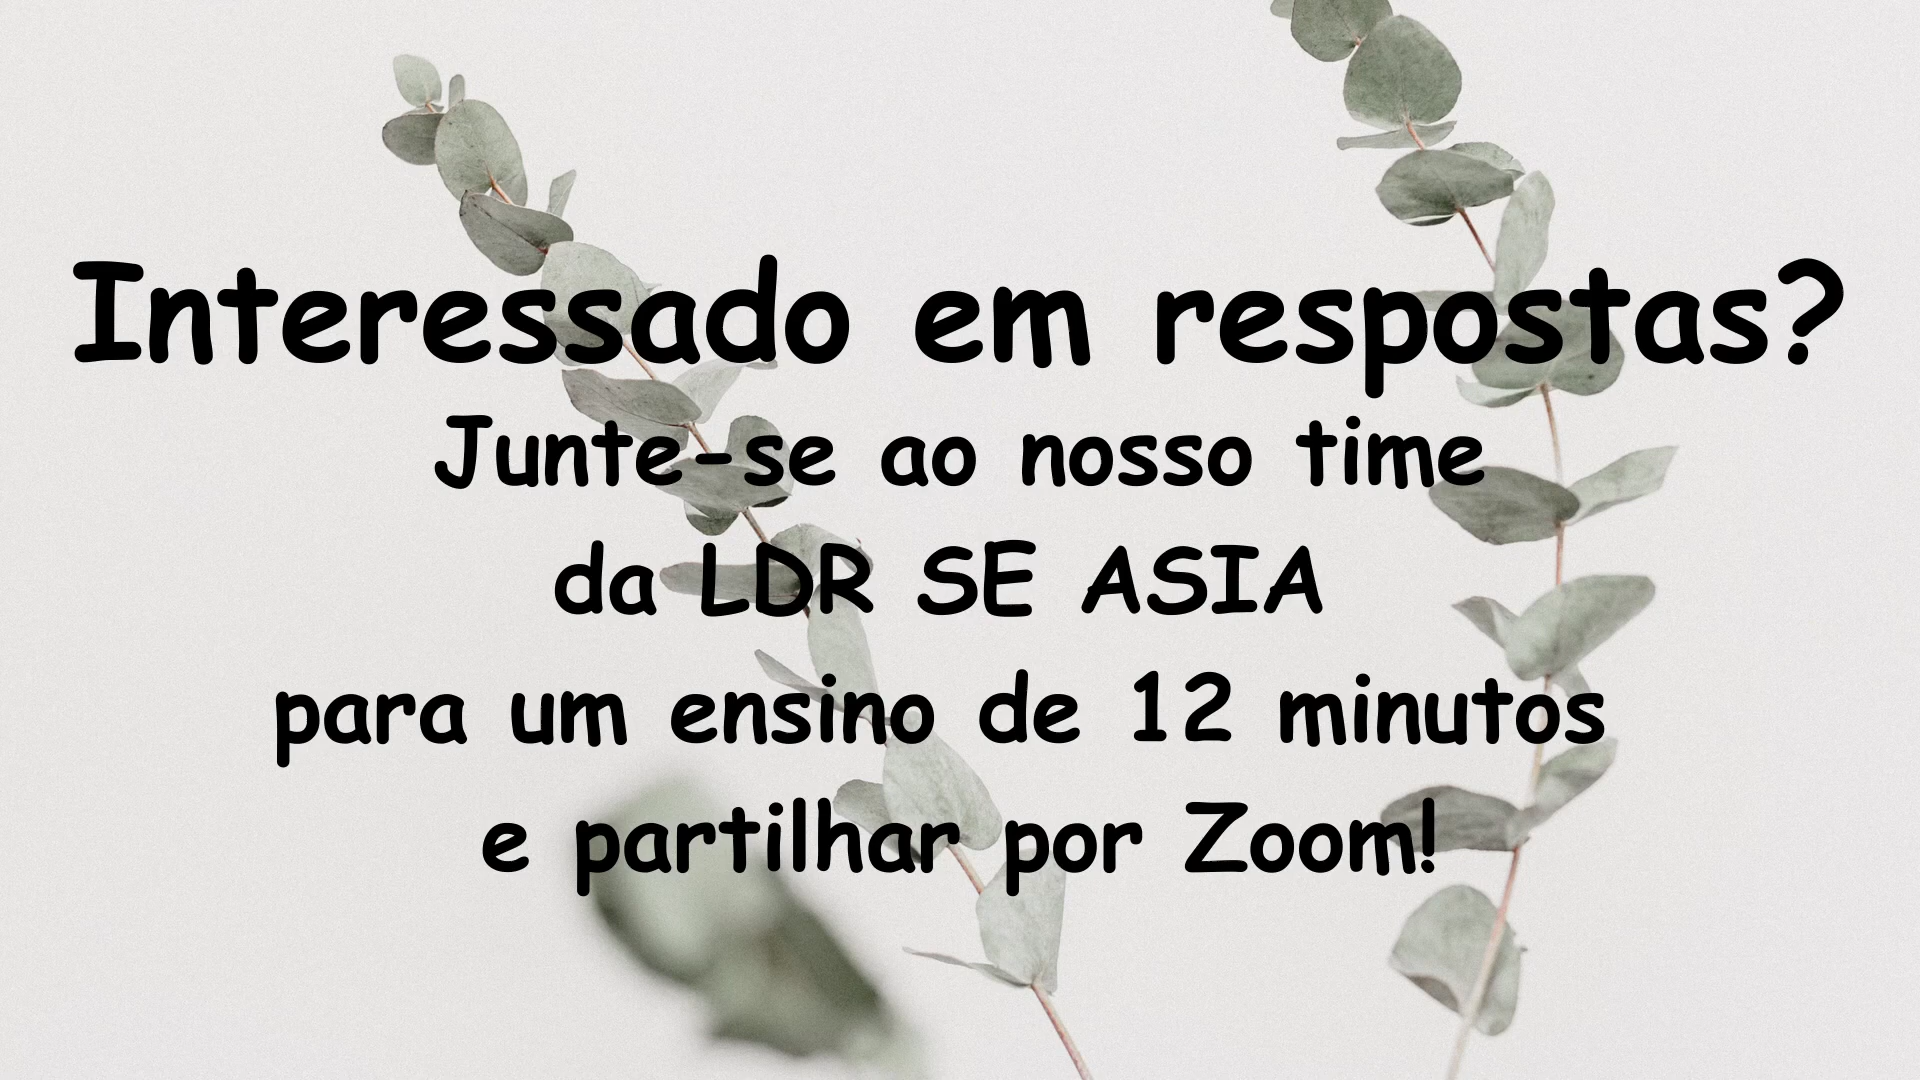 Interessado em respostas?
Junte-se ao nosso time
da LDR SE ASIA
para um ensino de 12 minutos
e partilhar por Zoom!